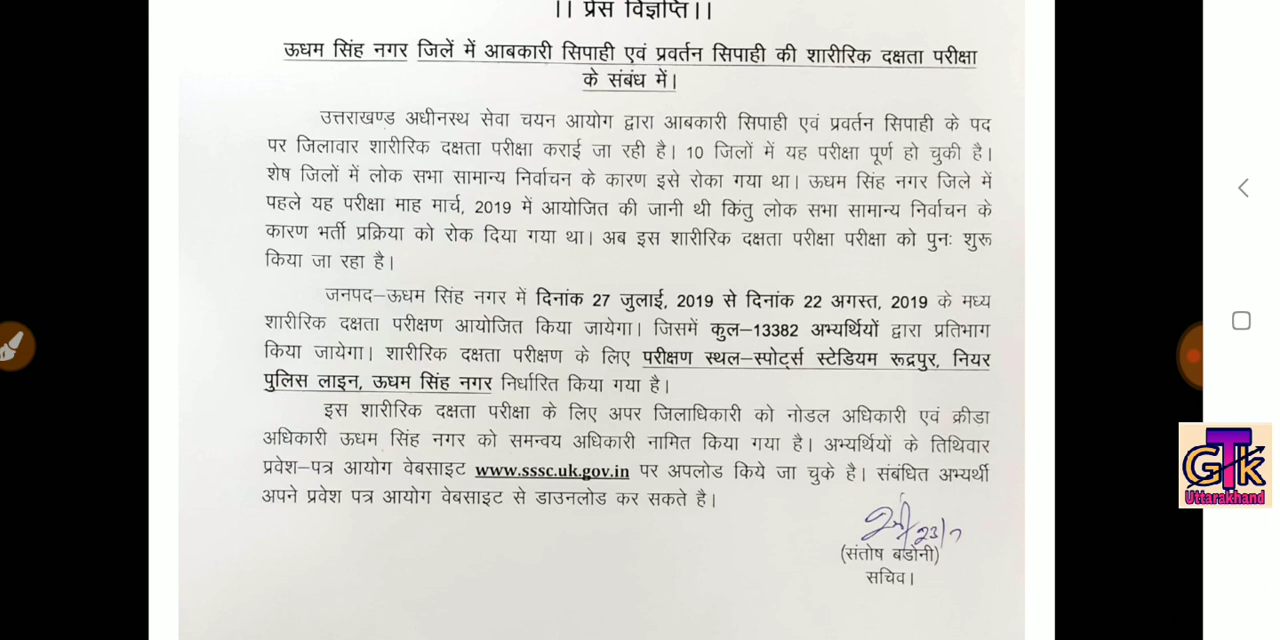 ।। प्रेस विज्ञप्ति।।
ऊधम सिंह नगर जिलें में आबकारी सिपाही एवं प्रवर्तन सिपाही की शारीरिक दक्षता परीक्षा
के संबंध में।
उत्तराखण्ड अधीनस्थ सेवा चयन आयोग द्वारा आबकारी सिपाही एवं प्रवर्तन सिपाही के पद
पर जिलावार शारीरिक दक्षता परीक्षा कराई जा रही है। 10 जिलों में यह परीक्षा पूर्ण हो चुकी है।
शेष जिलों में लोक सभा सामान्य निर्वाचन के कारण इसे रोका गया था। ऊधम सिंह नगर जिले में
पहले यह परीक्षा माह मार्च, 2019 में आयोजित की जानी थी किंतु लोक सभा सामान्य निर्वाचन के
कारण भर्ती प्रक्रिया को रोक दिया गया था। अब इस शारीरिक दक्षता परीक्षा परीक्षा को पुनः शुरू
किया जा रहा है।
जनपद–ऊधम सिंह नगर में दिनांक 27 जुलाई, 2019 से दिनांक 22 अगस्त, 2019 के मध्य
शारीरिक दक्षता परीक्षण आयोजित किया जायेगा। जिसमें कुल–13382 अभ्यर्थियों द्वारा प्रतिभाग
किया जायेगा। शारीरिक दक्षता परीक्षण के लिए परीक्षण स्थल–स्पोर्ट्स स्टेडियम रूद्रपुर, नियर
पुलिस लाइन, ऊधम सिंह नगर निर्धारित किया गया है।
इस शारीरिक दक्षता परीक्षा के लिए अपर जिलाधिकारी को नोडल अधिकारी एवं क्रीडा
अधिकारी ऊधम सिंह नगर को समन्वय अधिकारी नामित किया गया है। अभ्यर्थियों के तिथिवार
प्रवेश–पत्र आयोग वेबसाइट www.sssc.uk.gov.in पर अपलोड किये जा चुके है। संबंधित अभ्यर्थी
अपने प्रवेश पत्र आयोग वेबसाइट से डाउनलोड कर सकते है।
23/7
(संतोष बडोनी)
सचिव।
GTK
Uttarakhand